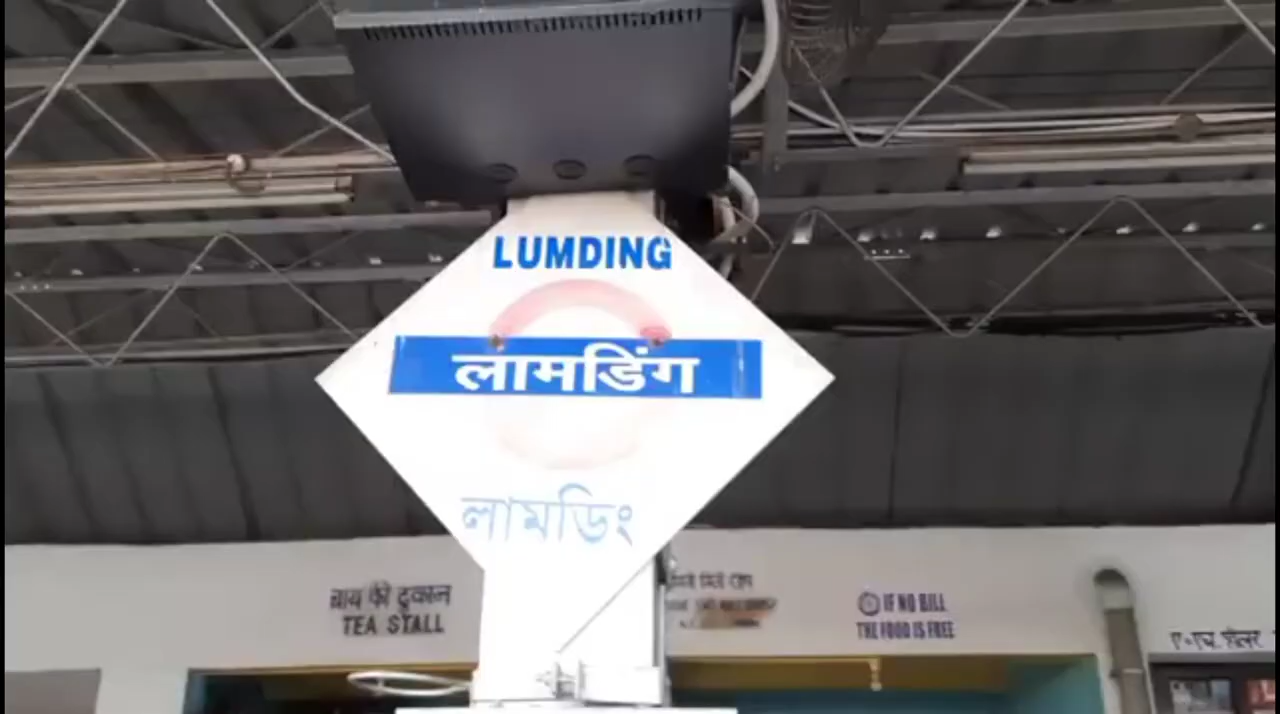 LUMDING
लामडिंग
লামডিং
चाय की दुकान
TEA STALL
IF NO BILL
THE FOOD IS FREE